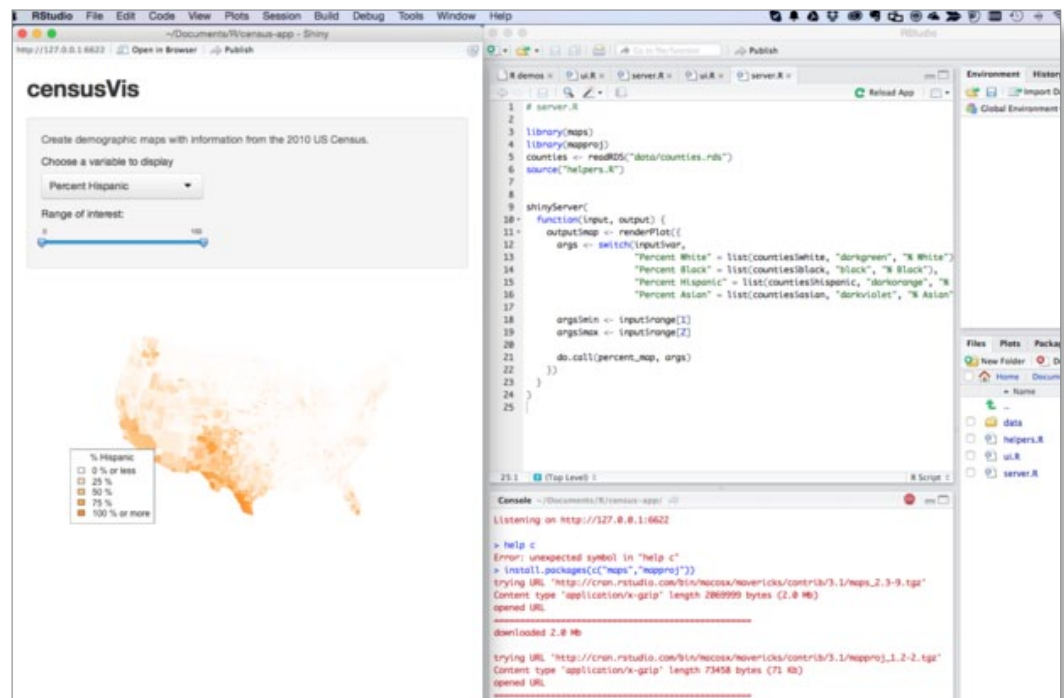 RStudio File Edit Code View Plots Session Build Debug Tools Window Help
~/Documents/R/census-app - Shiny
http://127.0.0.1:6622 Open in Browser Publish
censusVis
Create demographic maps with information from the 2010 US Census.
Choose a variable to display
Percent Hispanic
Range of interest:
0 100
% Hispanic
0 % or less
25 %
50 %
75 %
100 % or more
RStudio
Go to file/function Publish
R demos ui.R server.R ui.R server.R
Reload App
1 # server.R
2
3 library(maps)
4 library(mapproj)
5 counties <- readRDS("data/counties.rds")
6 source("helpers.R")
7
8
9 shinyServer(
10 function(input, output) {
11 output$map <- renderPlot({
12 args <- switch(input$var,
13 "Percent White" = list(counties$white, "darkgreen", "% White")
14 "Percent Black" = list(counties$black, "black", "% Black"),
15 "Percent Hispanic" = list(counties$hispanic, "darkorange", "%
16 "Percent Asian" = list(counties$asian, "darkviolet", "% Asian"
17
18 args$min <- input$range[1]
19 args$max <- input$range[2]
20
21 do.call(percent_map, args)
22 })
23 }
24 )
25
25:1 (Top Level) R Script
Console ~/Documents/R/census-app/
Listening on http://127.0.0.1:6622
> help c
Error: unexpected symbol in "help c"
> install.packages(c("maps","mapproj"))
trying URL 'http://cran.rstudio.com/bin/macosx/mavericks/contrib/3.1/maps_2.3-9.tgz'
Content type 'application/x-gzip' length 2069999 bytes (2.0 Mb)
opened URL
==================================================
downloaded 2.0 Mb
trying URL 'http://cran.rstudio.com/bin/macosx/mavericks/contrib/3.1/mapproj_1.2-2.tgz'
Content type 'application/x-gzip' length 73458 bytes (71 Kb)
opened URL
==================================================
Environment Histor
Import D
Global Environment
Files Plots Packa
New Folder D
Home Docum
Name
..
data
helpers.R
ui.R
server.R